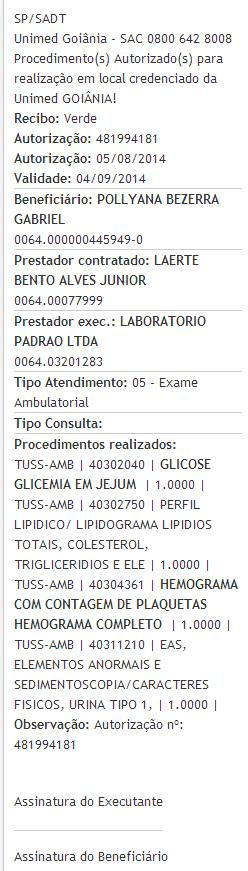 SP/SADT
Unimed Goiânia - SAC 0800 642 8008
Procedimento(s) Autorizado(s) para
realização em local credenciado da
Unimed GOIÂNIA!
Recibo: Verde
Autorização: 481994181
Autorização: 05/08/2014
Validade: 04/09/2014
Beneficiário: POLLYANA BEZERRA
GABRIEL
0064.000000445949-0
Prestador contratado: LAERTE
BENTO ALVES JUNIOR
0064.00077999
Prestador exec.: LABORATORIO
PADRAO LTDA
0064.03201283
Tipo Atendimento: 05 - Exame
Ambulatorial
Tipo Consulta:
Procedimentos realizados:
TUSS-AMB | 40302040 | GLICOSE
GLICEMIA EM JEJUM | 1.0000 |
TUSS-AMB | 40302750 | PERFIL
LIPIDICO/ LIPIDOGRAMA LIPIDIOS
TOTAIS, COLESTEROL,
TRIGLICERIDIOS E ELE | 1.0000 |
TUSS-AMB | 40304361 | HEMOGRAMA
COM CONTAGEM DE PLAQUETAS
HEMOGRAMA COMPLETO | 1.0000 |
TUSS-AMB | 40311210 | EAS,
ELEMENTOS ANORMAIS E
SEDIMENTOSCOPIA/CARACTERES
FISICOS, URINA TIPO 1, | 1.0000 |
Observação: Autorização nº:
481994181
Assinatura do Executante
Assinatura do Beneficiário